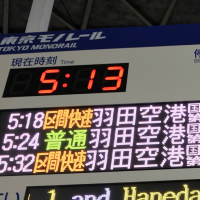 東京モノレール
TOKYO MONORAIL
現在時刻 Time
5:13
5:18 区間快速 羽田空港
5:24 普通 羽田空港
5:32 区間快速 羽田空港
1 and Haneda